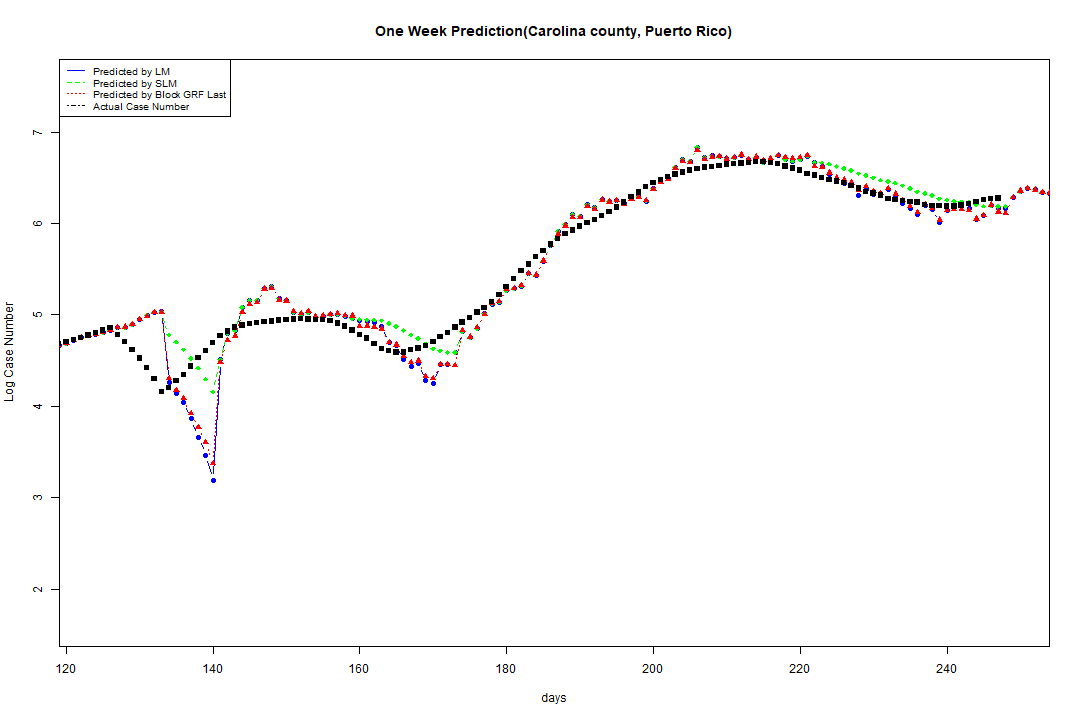 One Week Prediction(Carolina county, Puerto Rico)
Predicted by LM
Predicted by SLM
Predicted by Block GRF Last
Actual Case Number
7
6
5
4
3
2
Log Case Number
120 140 160 180 200 220 240
days